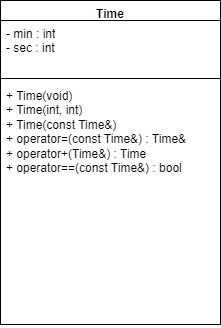 Time
- min : int
- sec : int
+ Time(void)
+ Time(int, int)
+ Time(const Time&)
+ operator=(const Time&) : Time&
+ operator+(Time&) : Time
+ operator==(const Time&) : bool